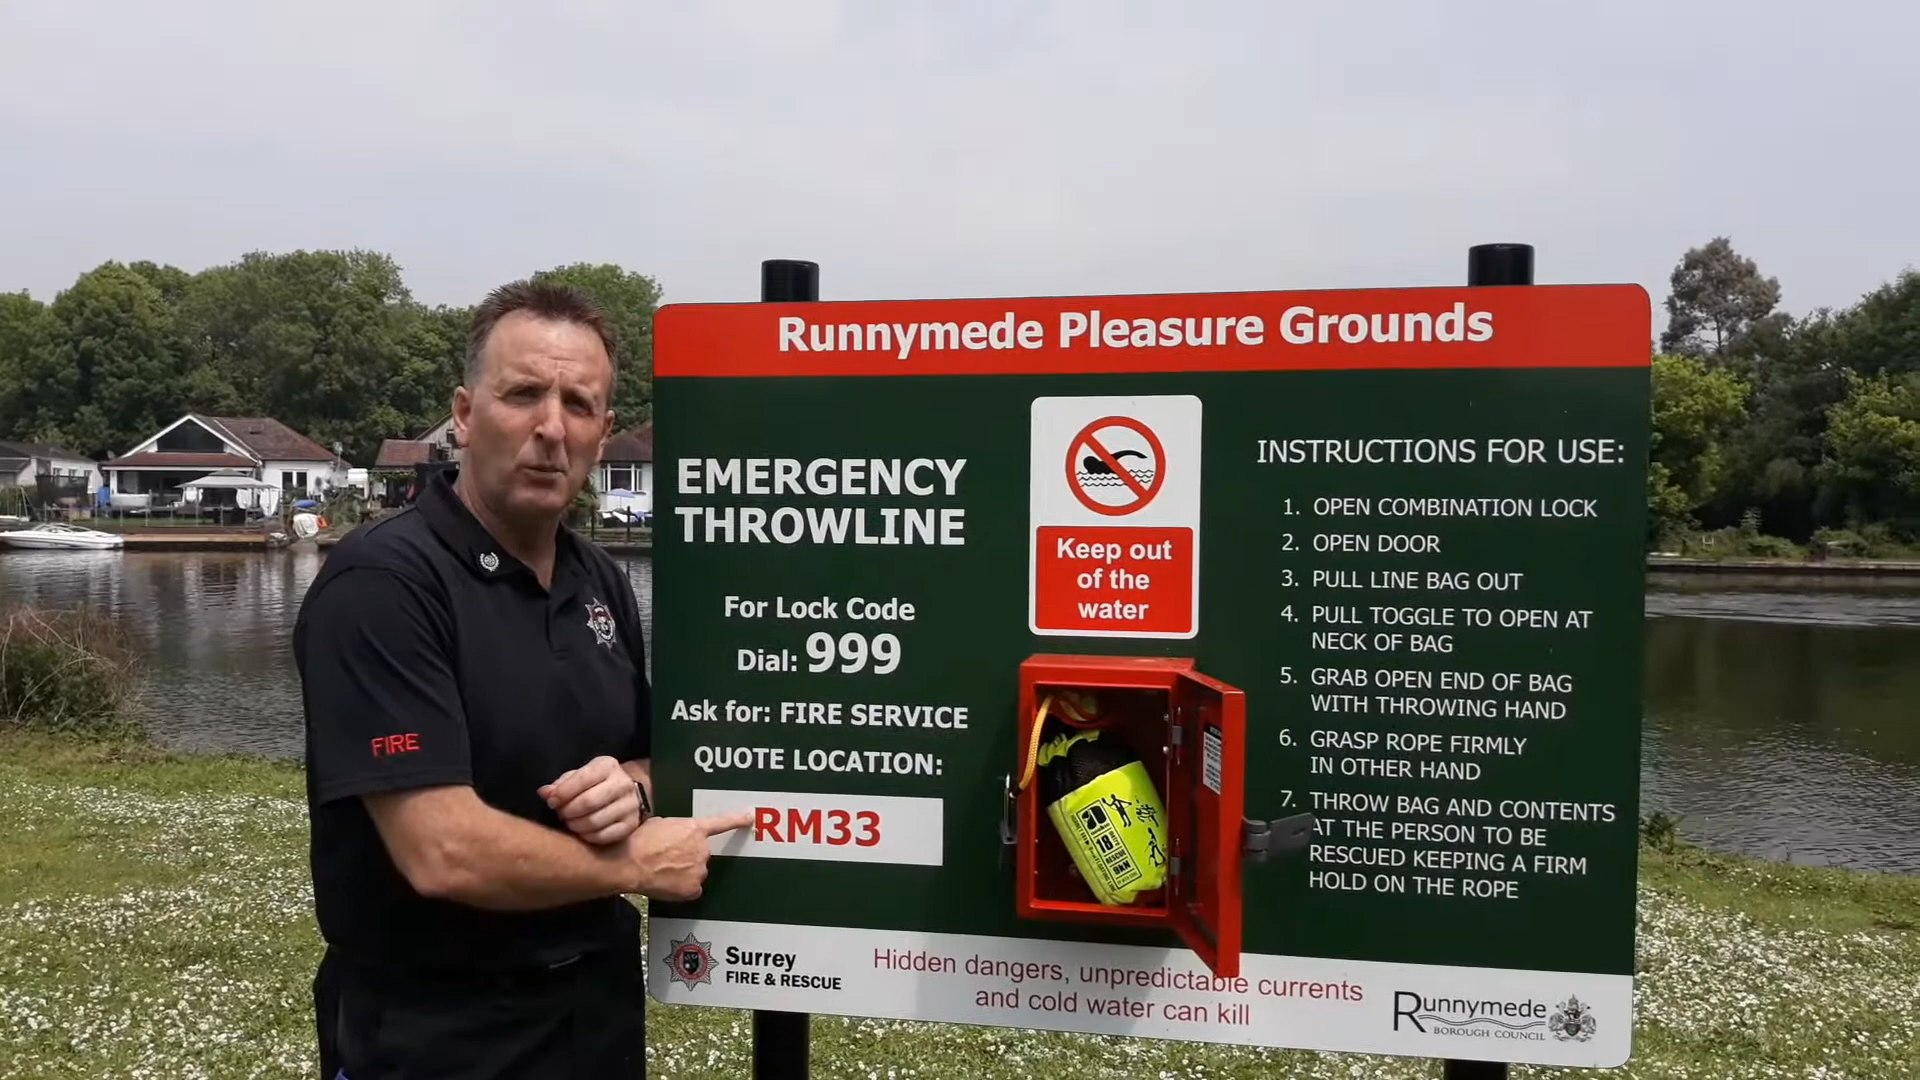 Runnymede Pleasure Grounds
EMERGENCY
THROWLINE
For Lock Code
Dial: 999
Ask for: FIRE SERVICE
QUOTE LOCATION:
RM33
Keep out
of the
water
INSTRUCTIONS FOR USE:
1. OPEN COMBINATION LOCK
2. OPEN DOOR
3. PULL LINE BAG OUT
4. PULL TOGGLE TO OPEN AT
NECK OF BAG
5. GRAB OPEN END OF BAG
WITH THROWING HAND
6. GRASP ROPE FIRMLY
IN OTHER HAND
7. THROW BAG AND CONTENTS
AT THE PERSON TO BE
RESCUED KEEPING A FIRM
HOLD ON THE ROPE
Surrey
FIRE & RESCUE
Hidden dangers, unpredictable currents
and cold water can kill
Runnymede
BOROUGH COUNCIL
FIRE
18
RESCUE
9kN